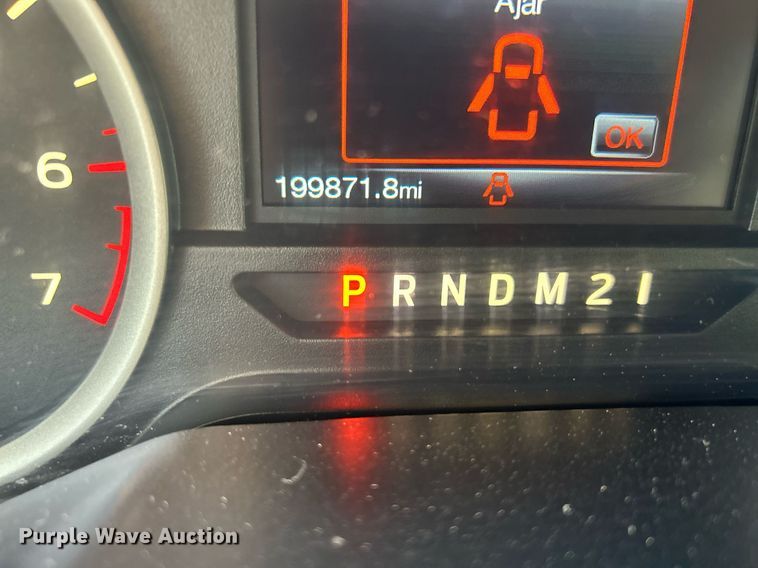 Ajar
OK
199871.8mi
6
7
P R N D M 2 1
Purple Wave Auction